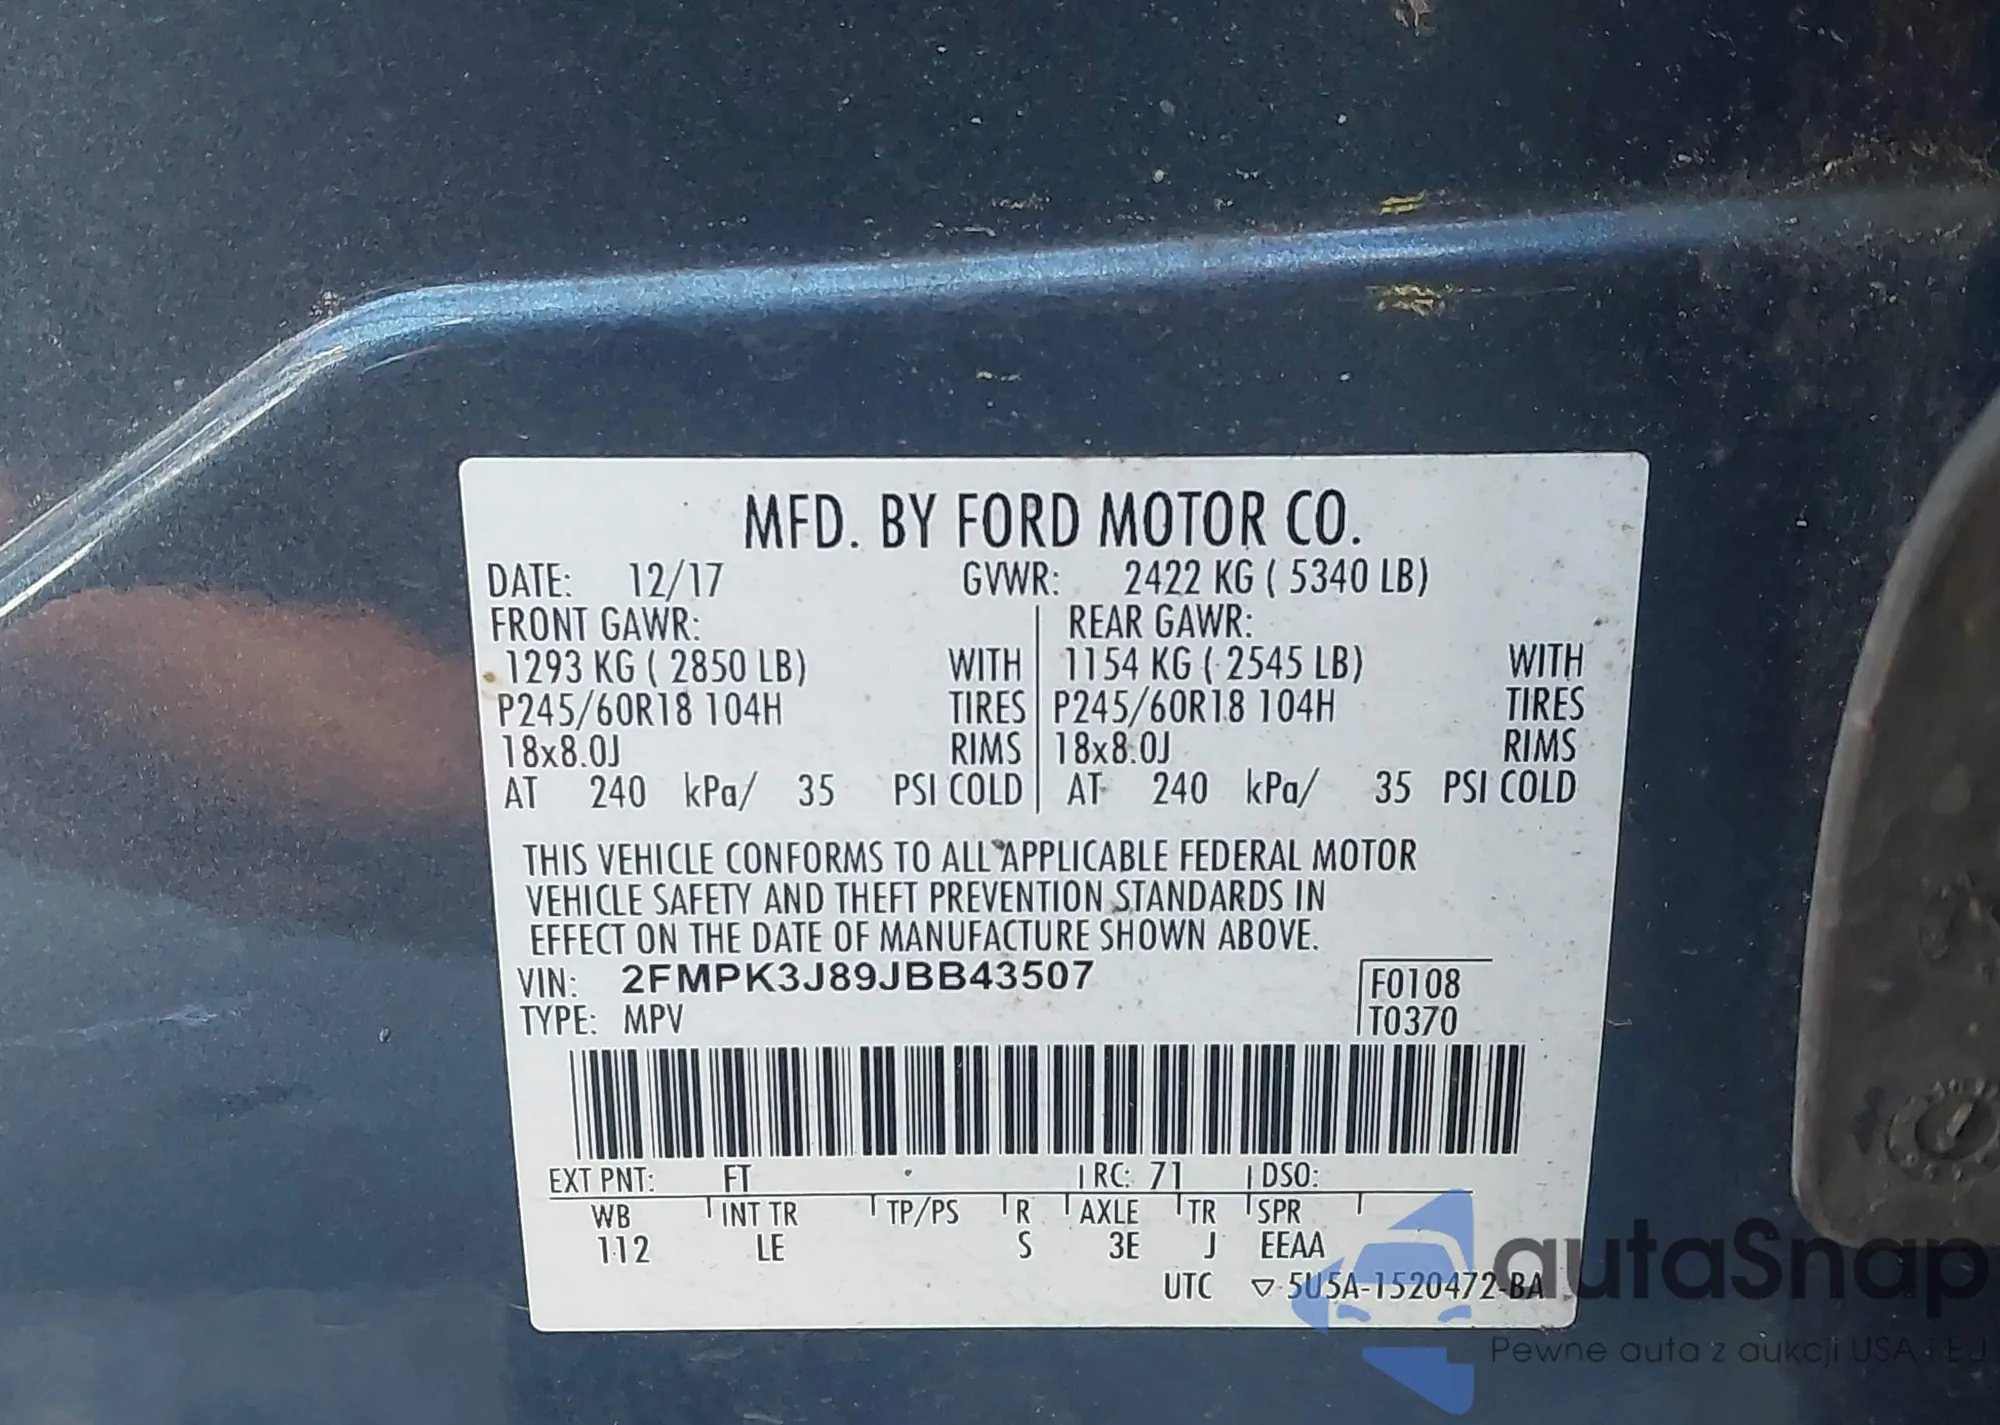 MFD. BY FORD MOTOR CO.
DATE: 12/17 GVWR: 2422 KG ( 5340 LB)
FRONT GAWR: REAR GAWR:
1293 KG ( 2850 LB) WITH 1154 KG ( 2545 LB) WITH
P245/60R18 104H TIRES P245/60R18 104H TIRES
18x8.0J RIMS 18x8.0J RIMS
AT 240 kPa/ 35 PSI COLD AT 240 kPa/ 35 PSI COLD
THIS VEHICLE CONFORMS TO ALL APPLICABLE FEDERAL MOTOR
VEHICLE SAFETY AND THEFT PREVENTION STANDARDS IN
EFFECT ON THE DATE OF MANUFACTURE SHOWN ABOVE.
VIN: 2FMPK3J89JBB43507 F0108
TYPE: MPV T0370
EXT PNT: FT RC: 71 DSO:
WB INT TR TP/PS R AXLE TR SPR
112 LE S 3E J EEAA
UTC ▽ 5U5A-1520472-BA
autaSnap
Pewne auta z aukcji USA i EU